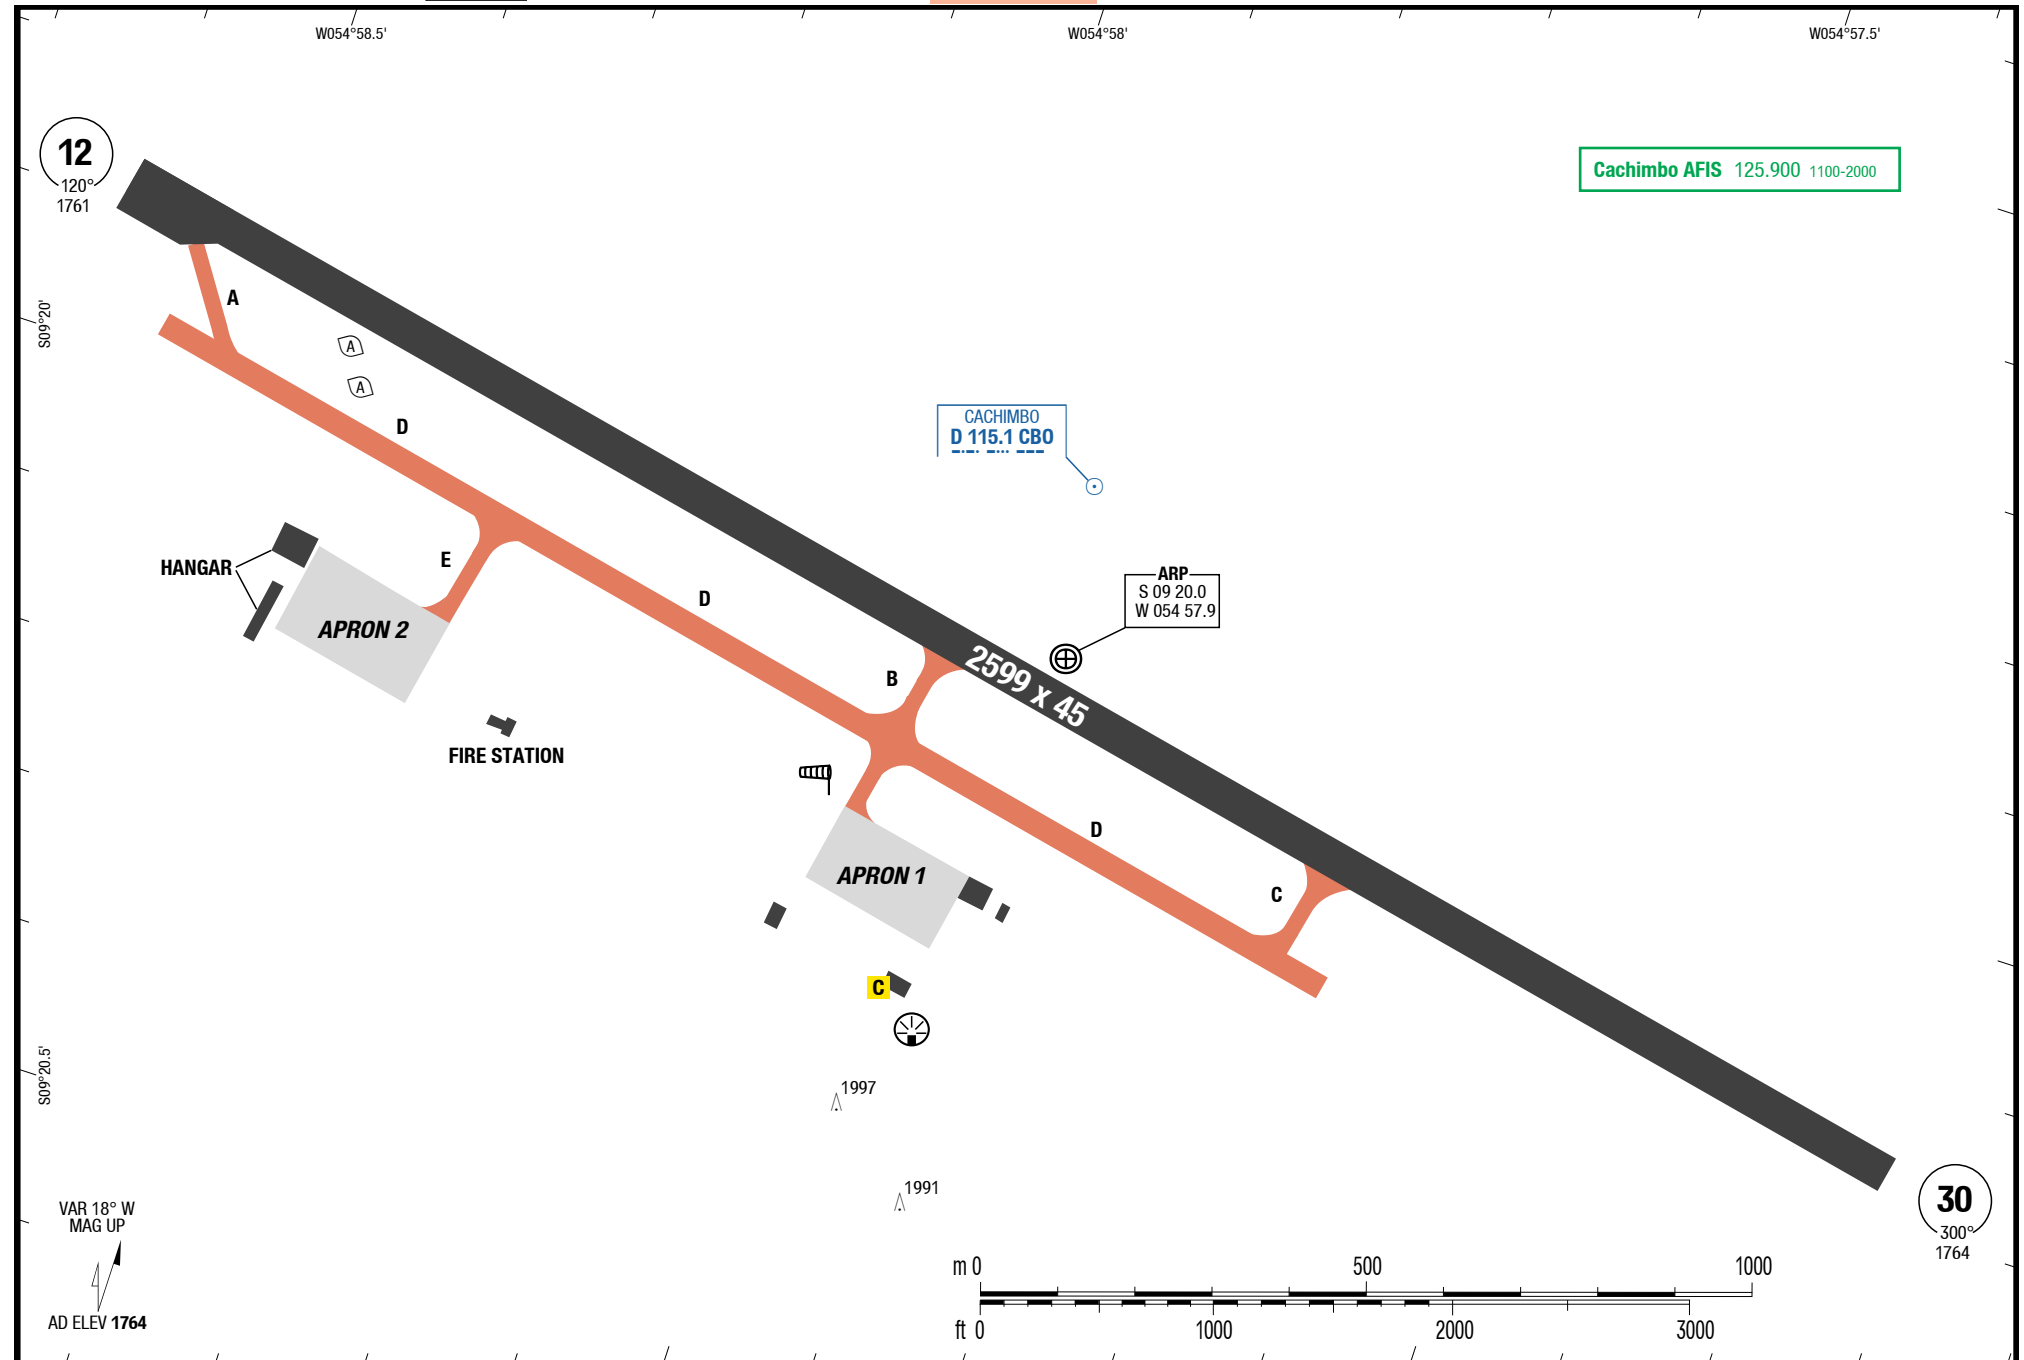 W054°58.5'
W054°58'
W054°57.5'
12
120°
1761
Cachimbo AFIS 125.900 1100-2000
S09°20'
A
A
A
D
CACHIMBO
D 115.1 CBO
HANGAR
E
APRON 2
D
ARP
S 09 20.0
W 054 57.9
2599 x 45
B
FIRE STATION
D
APRON 1
C
C
S09°20.5'
1997
1991
30
300°
1764
VAR 18° W
MAG UP
AD ELEV 1764
m 0 500 1000
ft 0 1000 2000 3000